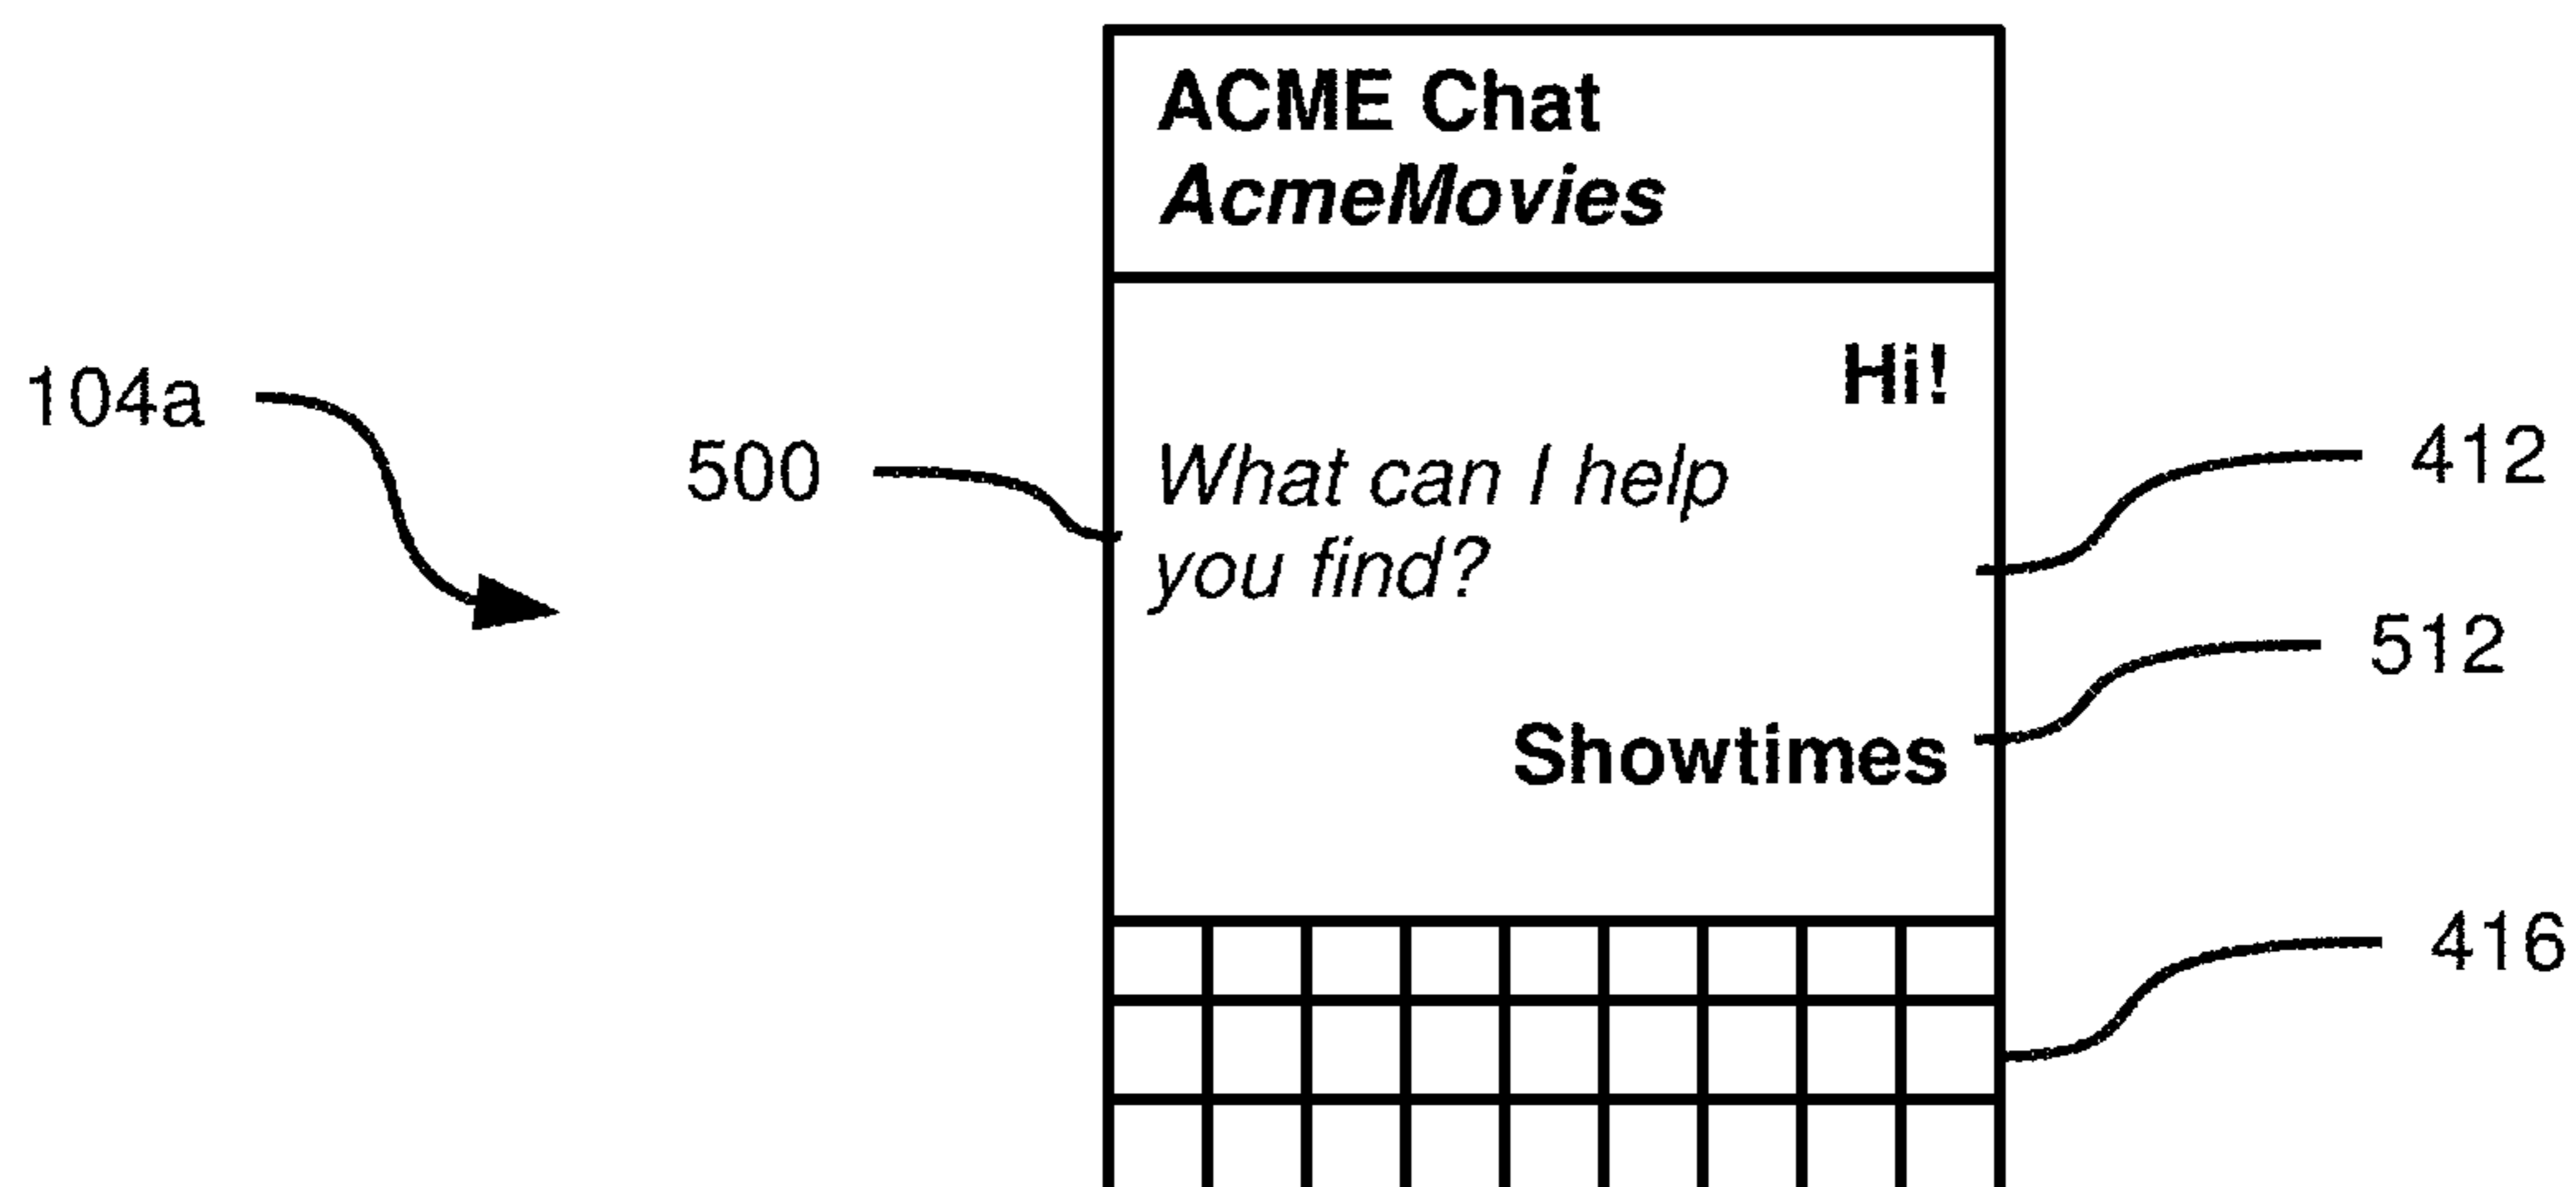 ACME Chat
AcmeMovies
Hi!
104a
500
What can I help
you find?
412
512
Showtimes
416